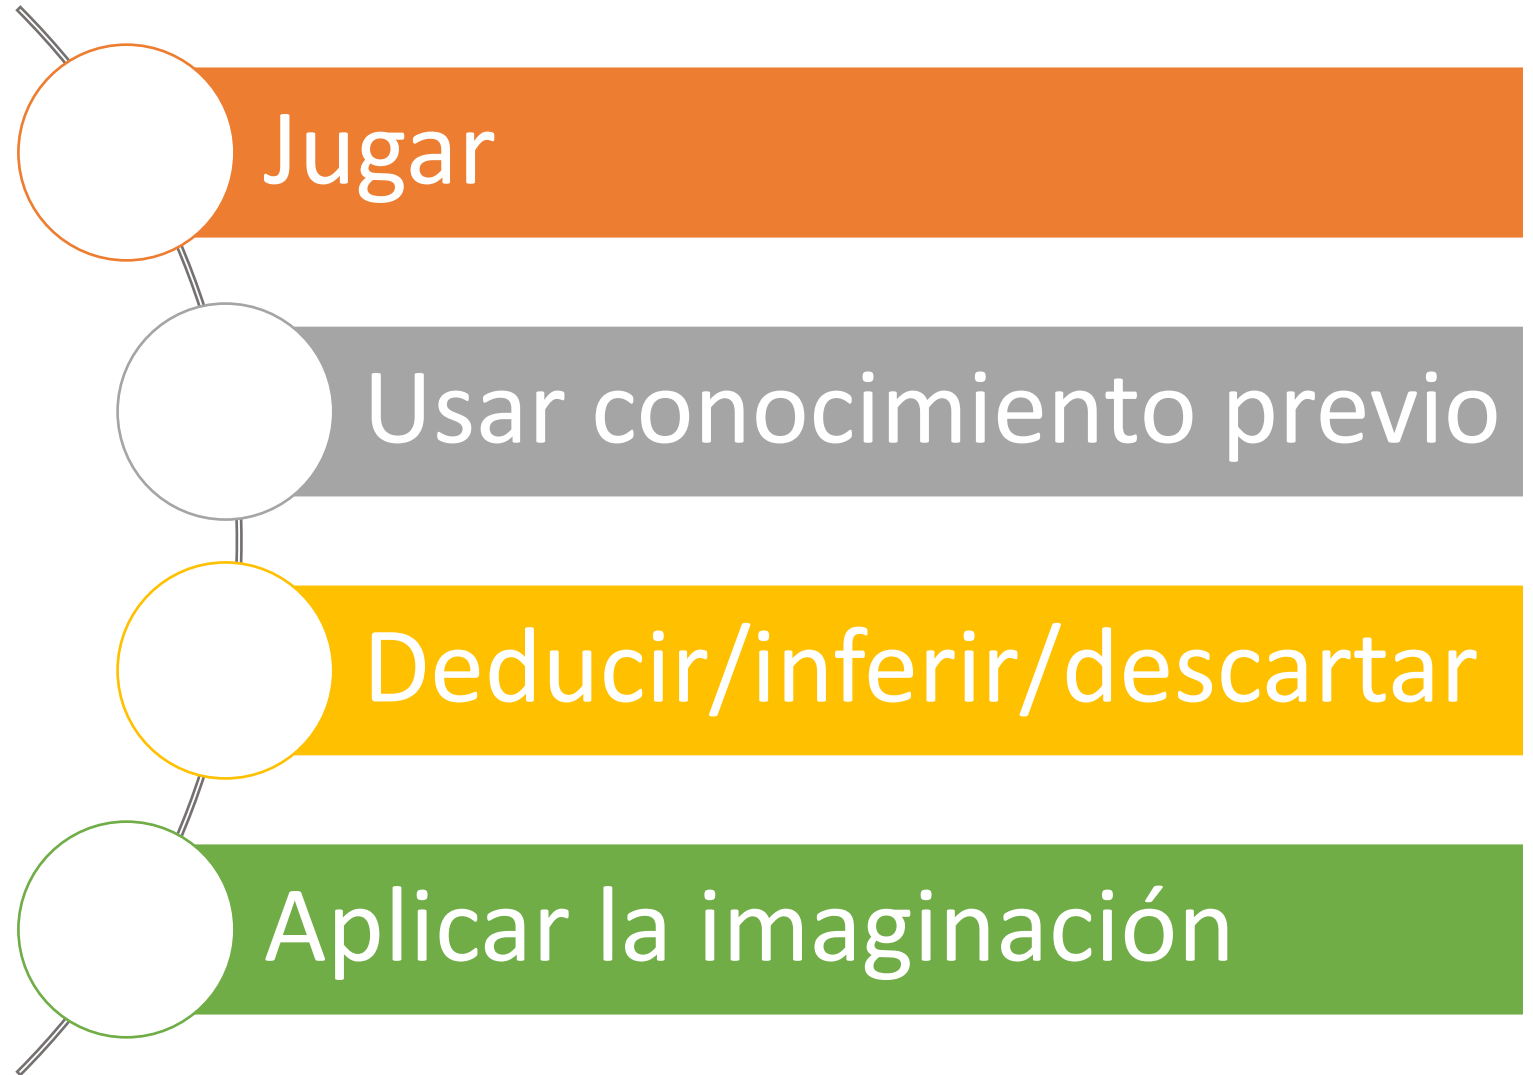 Jugar
Usar conocimiento previo
Deducir/inferir/descartar
Aplicar la imaginación